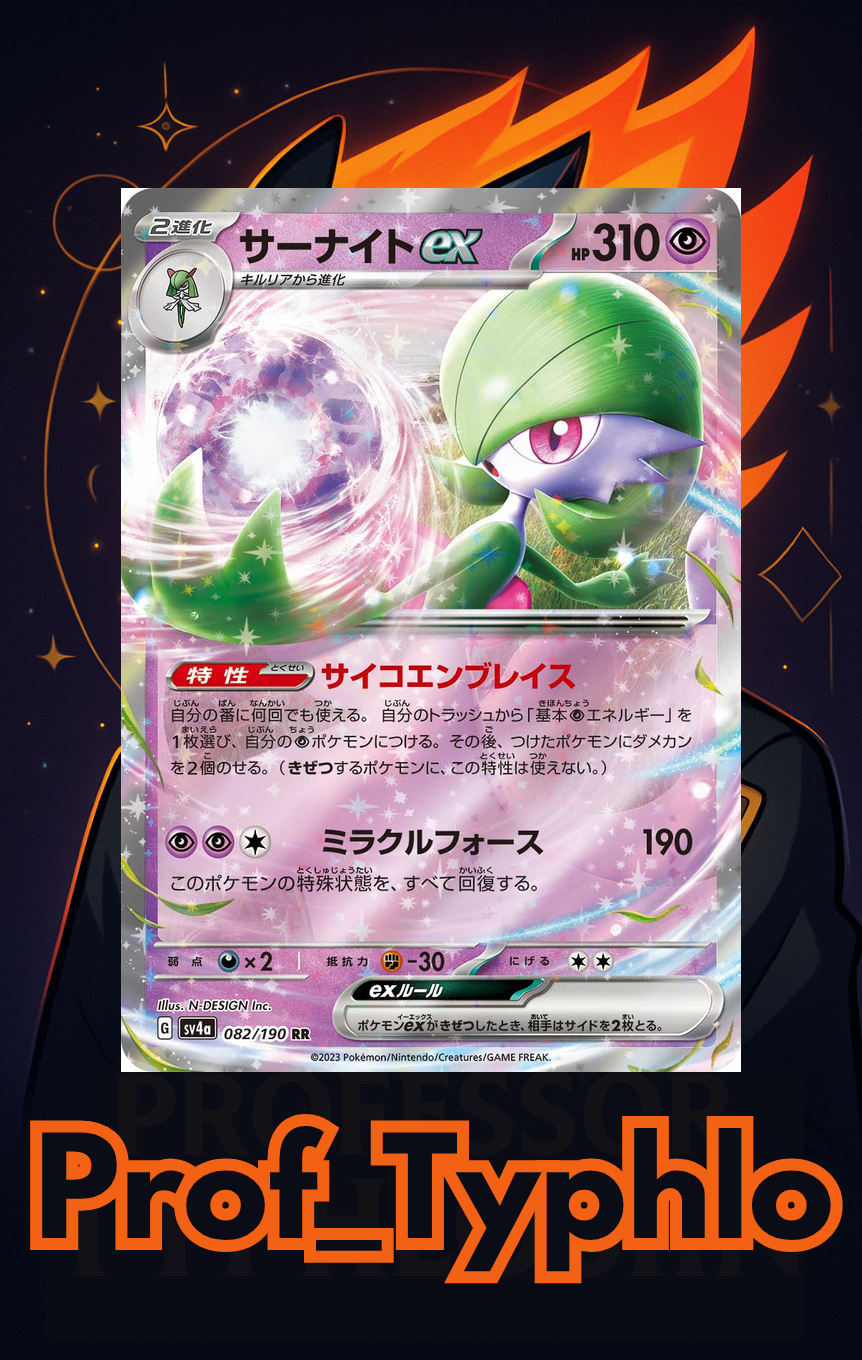 2進化
サーナイトex
HP310
キルリアから進化
特性
とくせい
サイコエンブレイス
自分の番に何回でも使える。自分のトラッシュから「基本エネルギー」を
1枚選び、自分のポケモンにつける。その後、つけたポケモンにダメカン
を2個のせる。(きぜつするポケモンに、この特性は使えない。)
ミラクルフォース 190
このポケモンの特殊状態を、すべて回復する。
弱点 ×2 抵抗力 -30 にげる
exルール
ポケモンexがきぜつしたとき、相手はサイドを2枚とる。
Illus. N-DESIGN Inc.
G sv4a 082/190 RR
©2023 Pokémon/Nintendo/Creatures/GAME FREAK.
PROFESSOR
Prof_Typhlo